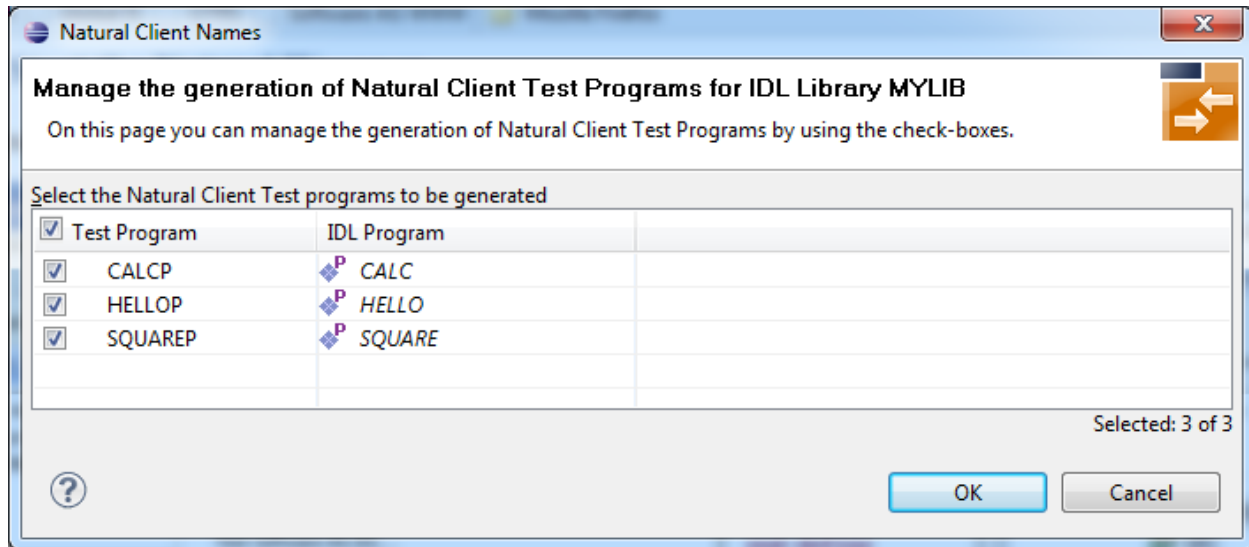 Natural Client Names
Manage the generation of Natural Client Test Programs for IDL Library MYLIB
On this page you can manage the generation of Natural Client Test Programs by using the check-boxes.
Select the Natural Client Test programs to be generated
Test Program IDL Program
CALCP P CALC
HELLOP P HELLO
SQUAREP P SQUARE
Selected: 3 of 3
? OK Cancel